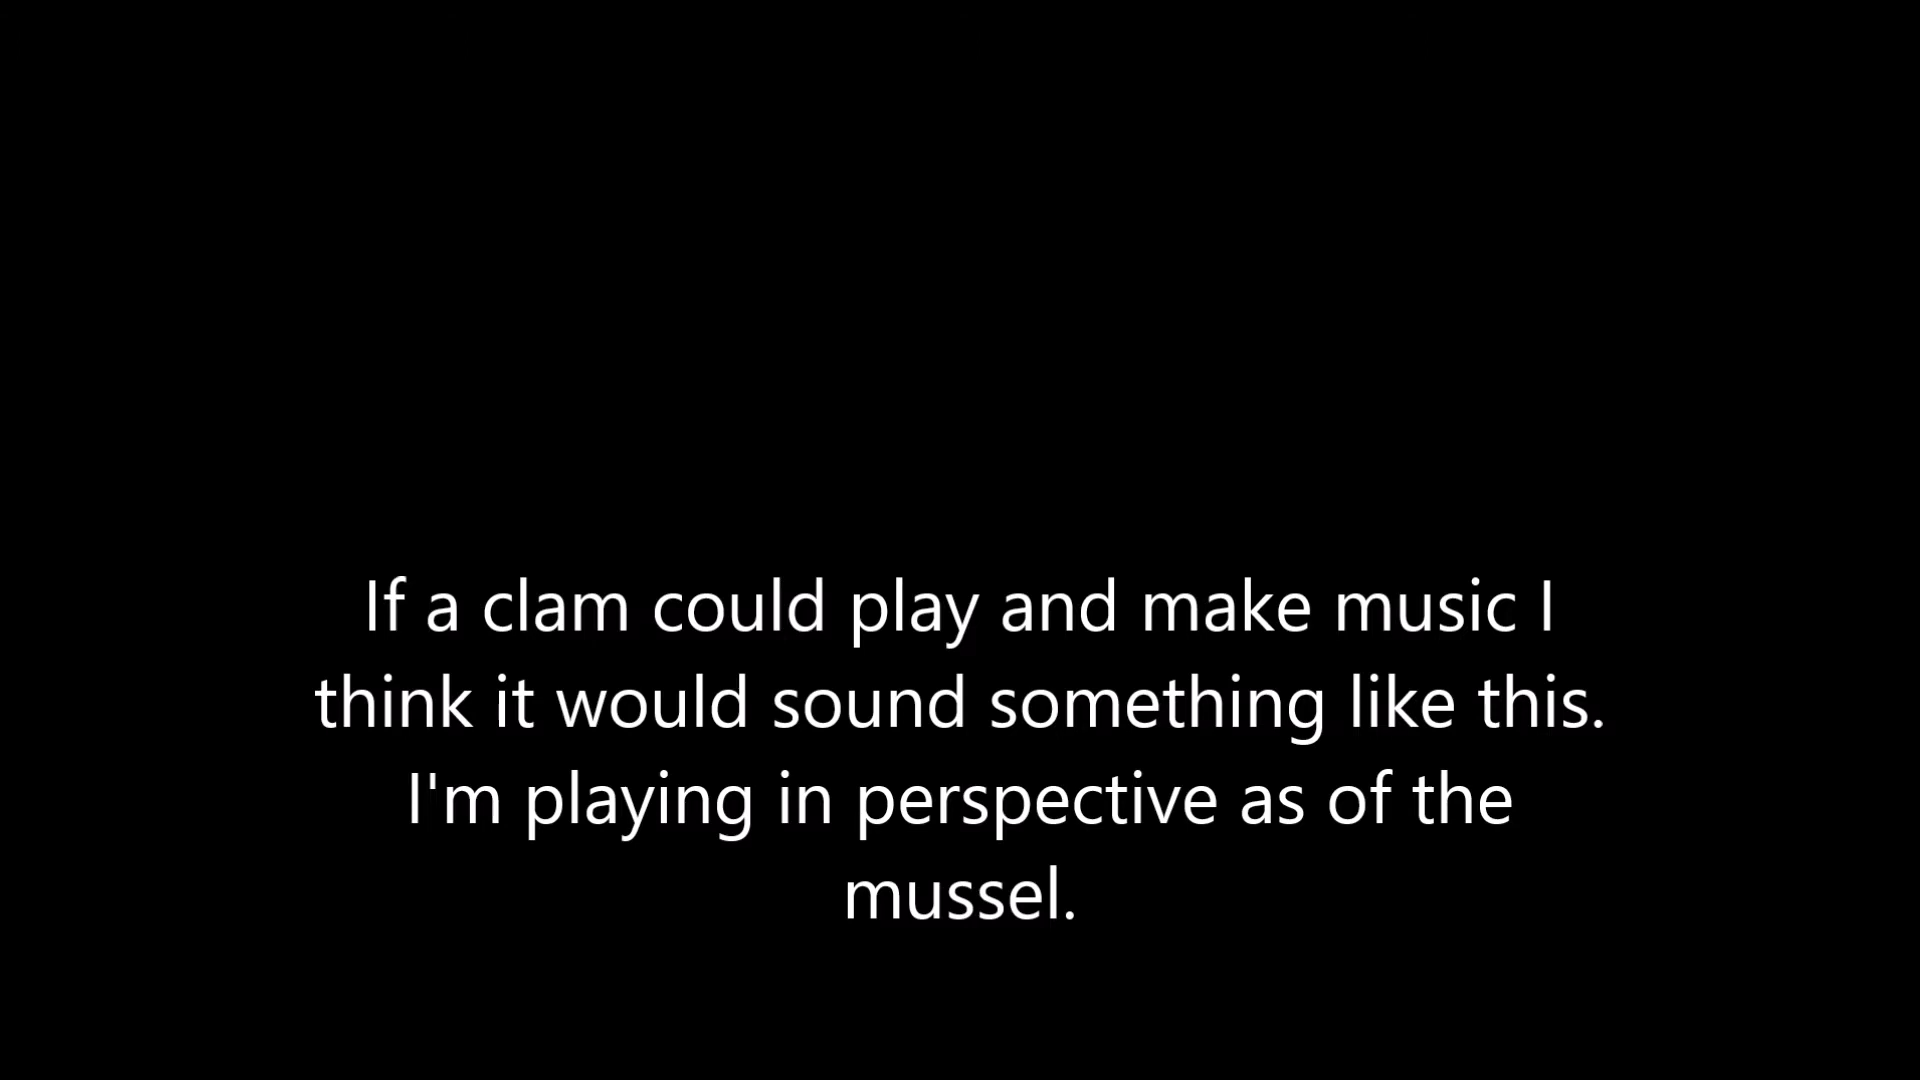 If a clam could play and make music I
think it would sound something like this.
I'm playing in perspective as of the
mussel.